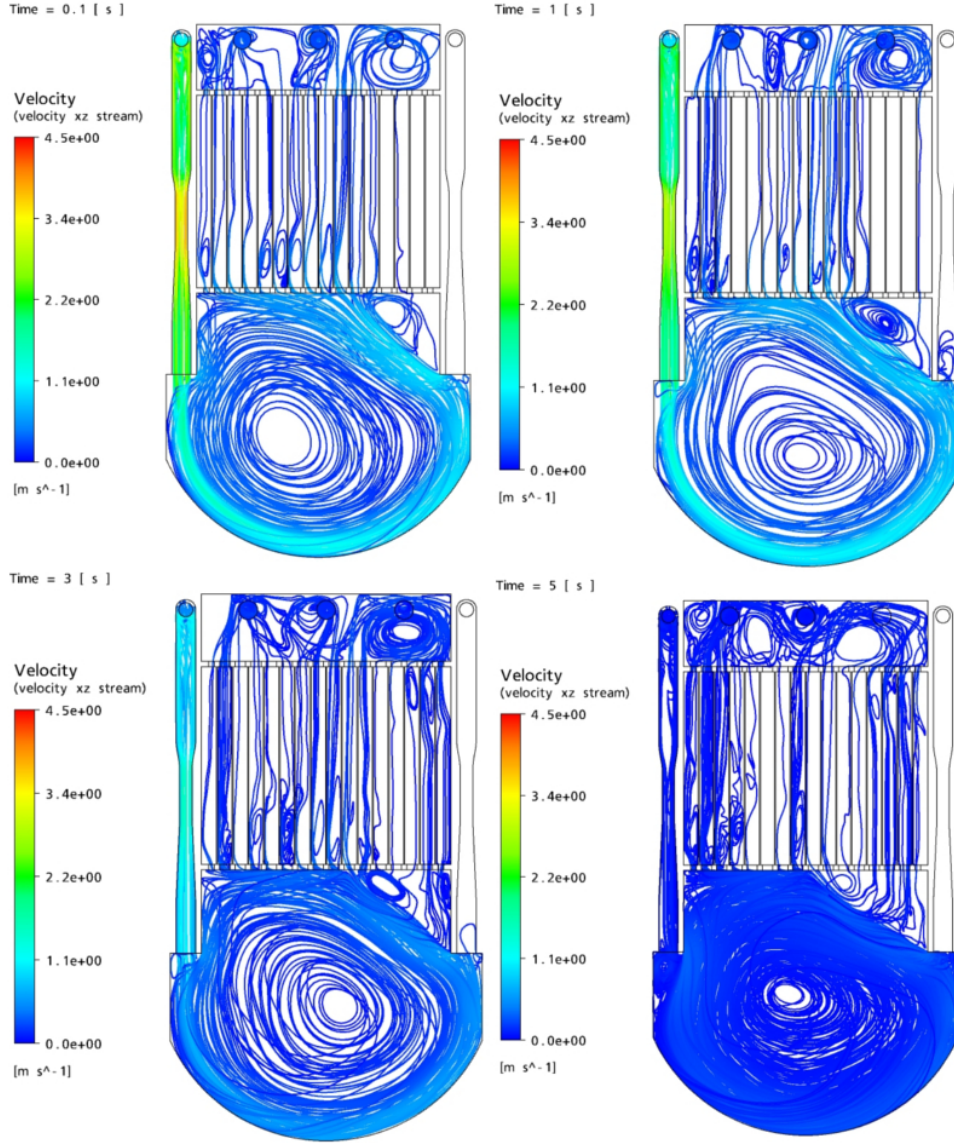 Time = 0.1 [ s ]
Velocity
(velocity xz stream)
4.5e+00
3.4e+00
2.2e+00
1.1e+00
0.0e+00
[m s^-1]
Time = 1 [ s ]
Velocity
(velocity xz stream)
4.5e+00
3.4e+00
2.2e+00
1.1e+00
0.0e+00
[m s^-1]
Time = 3 [ s ]
Velocity
(velocity xz stream)
4.5e+00
3.4e+00
2.2e+00
1.1e+00
0.0e+00
[m s^-1]
Time = 5 [ s ]
Velocity
(velocity xz stream)
4.5e+00
3.4e+00
2.2e+00
1.1e+00
0.0e+00
[m s^-1]